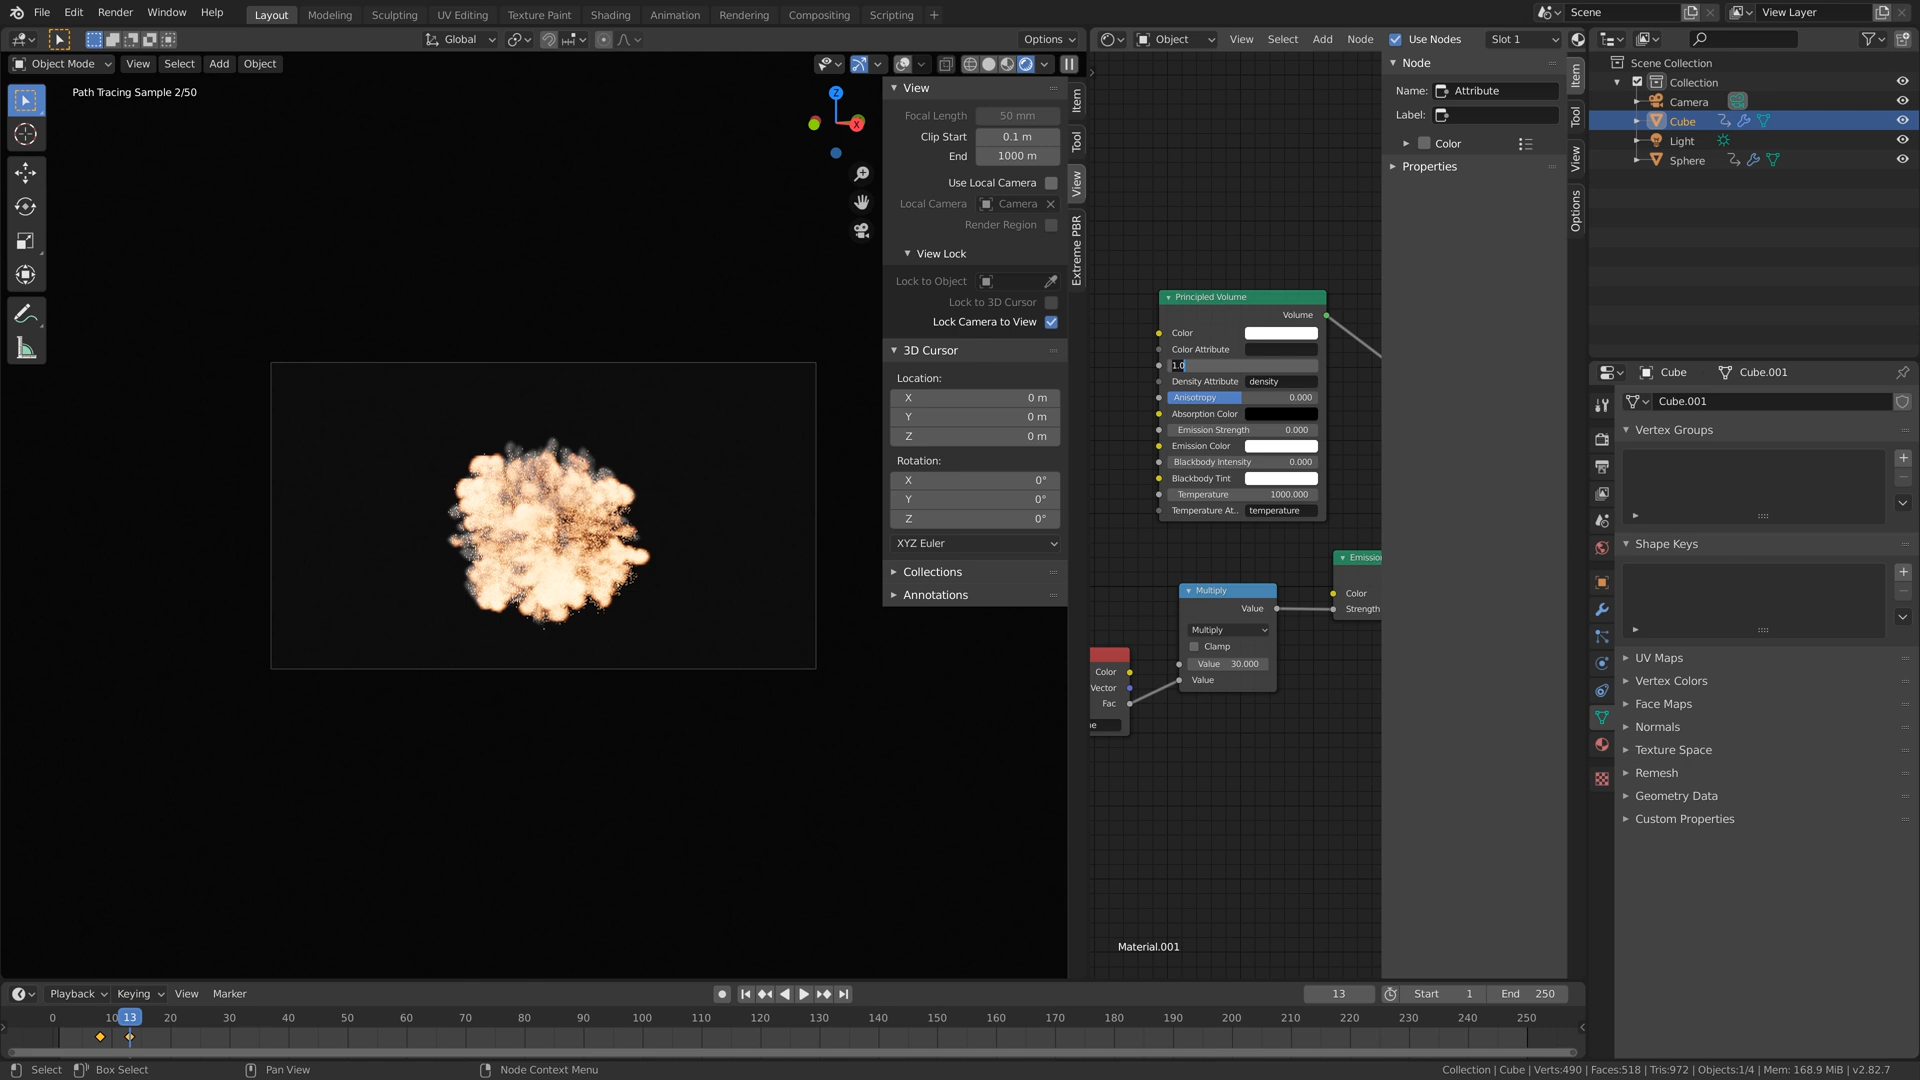 File Edit Render Window Help Layout Modeling Sculpting UV Editing Texture Paint Shading Animation Rendering Compositing Scripting + Scene View Layer
Global Options Object View Select Add Node Use Nodes Slot 1
Object Mode View Select Add Object
Path Tracing Sample 2/50
Z
X
View
Focal Length 50 mm
Clip Start 0.1 m
End 1000 m
Use Local Camera
Local Camera Camera
Render Region
View Lock
Lock to Object
Lock to 3D Cursor
Lock Camera to View
3D Cursor
Location:
X 0 m
Y 0 m
Z 0 m
Rotation:
X 0°
Y 0°
Z 0°
XYZ Euler
Collections
Annotations
Item
Tool
View
Extreme PBR
Principled Volume
Volume
Color
Color Attribute
1.0
Density Attribute density
Anisotropy 0.000
Absorption Color
Emission Strength 0.000
Emission Color
Blackbody Intensity 0.000
Blackbody Tint
Temperature 1000.000
Temperature At.. temperature
Emission
Color
Strength
Multiply
Value
Multiply
Clamp
Value 30.000
Value
Color
Vector
Fac
Material.001
Node
Name: Attribute
Label:
Color
Properties
Item
Tool
View
Options
Scene Collection
Collection
Camera
Cube
Light
Sphere
Cube Cube.001
Cube.001
Vertex Groups
Shape Keys
UV Maps
Vertex Colors
Face Maps
Normals
Texture Space
Remesh
Geometry Data
Custom Properties
Playback Keying View Marker 13 Start 1 End 250
0 10 13 20 30 40 50 60 70 80 90 100 110 120 130 140 150 160 170 180 190 200 210 220 230 240 250
Select Box Select Pan View Node Context Menu Collection | Cube | Verts:490 | Faces:518 | Tris:972 | Objects:1/4 | Mem: 168.9 MiB | v2.82.7